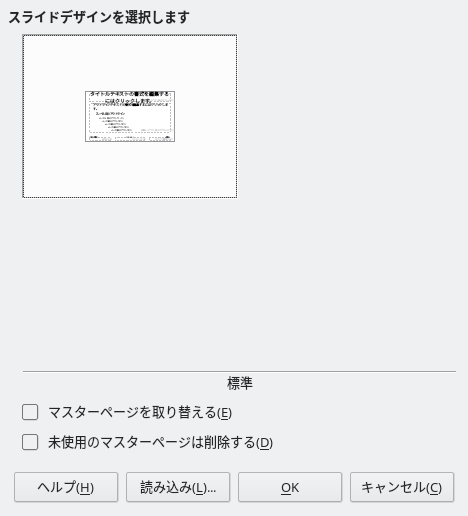 スライドデザインを選択します
タイトルテキストの書式を編集する
にはクリックします。
標準
マスターページを取り替える(E)
未使用のマスターページは削除する(D)
ヘルプ(H)
読み込み(L)...
OK
キャンセル(C)